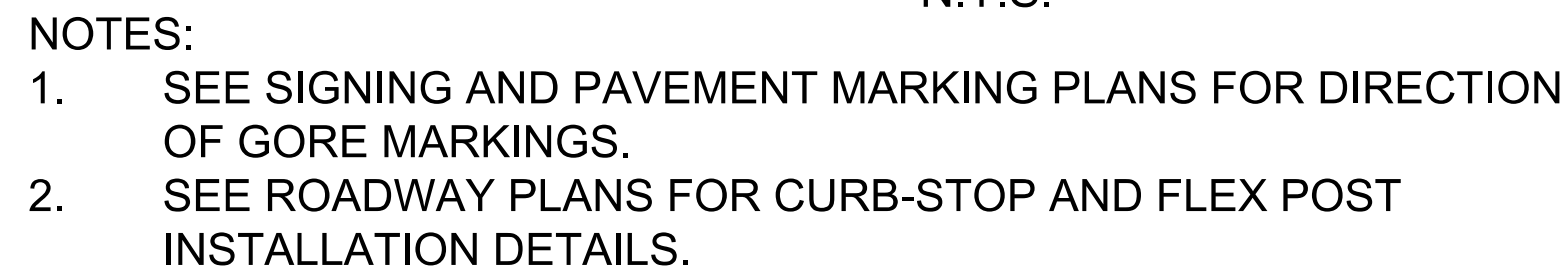 N.T.S.
NOTES:
1. SEE SIGNING AND PAVEMENT MARKING PLANS FOR DIRECTION
OF GORE MARKINGS.
2. SEE ROADWAY PLANS FOR CURB-STOP AND FLEX POST
INSTALLATION DETAILS.